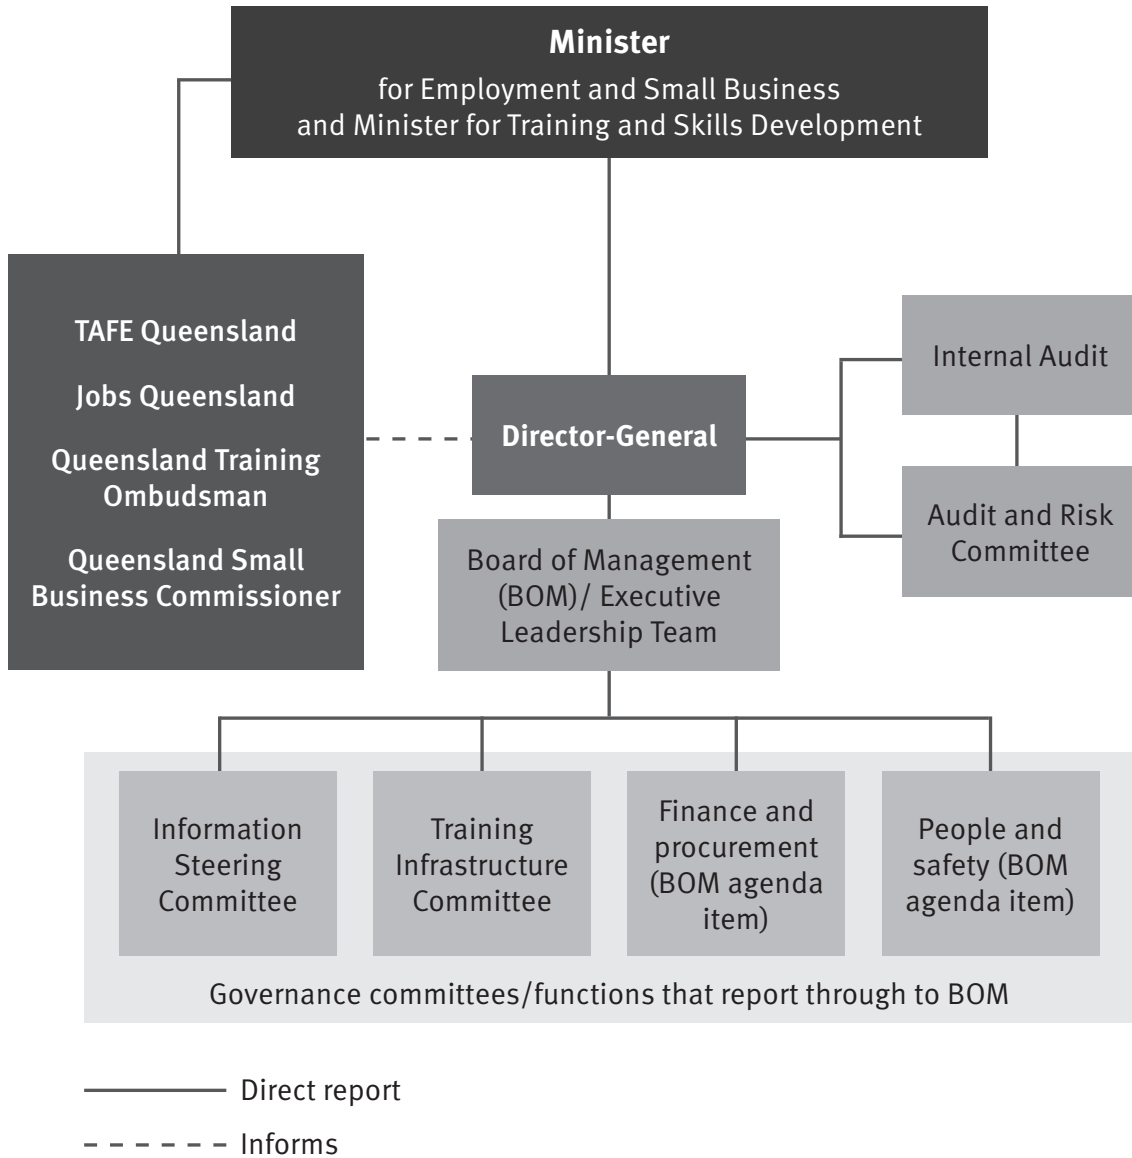 Minister
for Employment and Small Business
and Minister for Training and Skills Development
TAFE Queensland
Jobs Queensland
Queensland Training
Ombudsman
Queensland Small
Business Commissioner
Director-General
Internal Audit
Audit and Risk
Committee
Board of Management
(BOM)/ Executive
Leadership Team
Information
Steering
Committee
Training
Infrastructure
Committee
Finance and
procurement
(BOM agenda
item)
People and
safety (BOM
agenda item)
Governance committees/functions that report through to BOM
Direct report
Informs